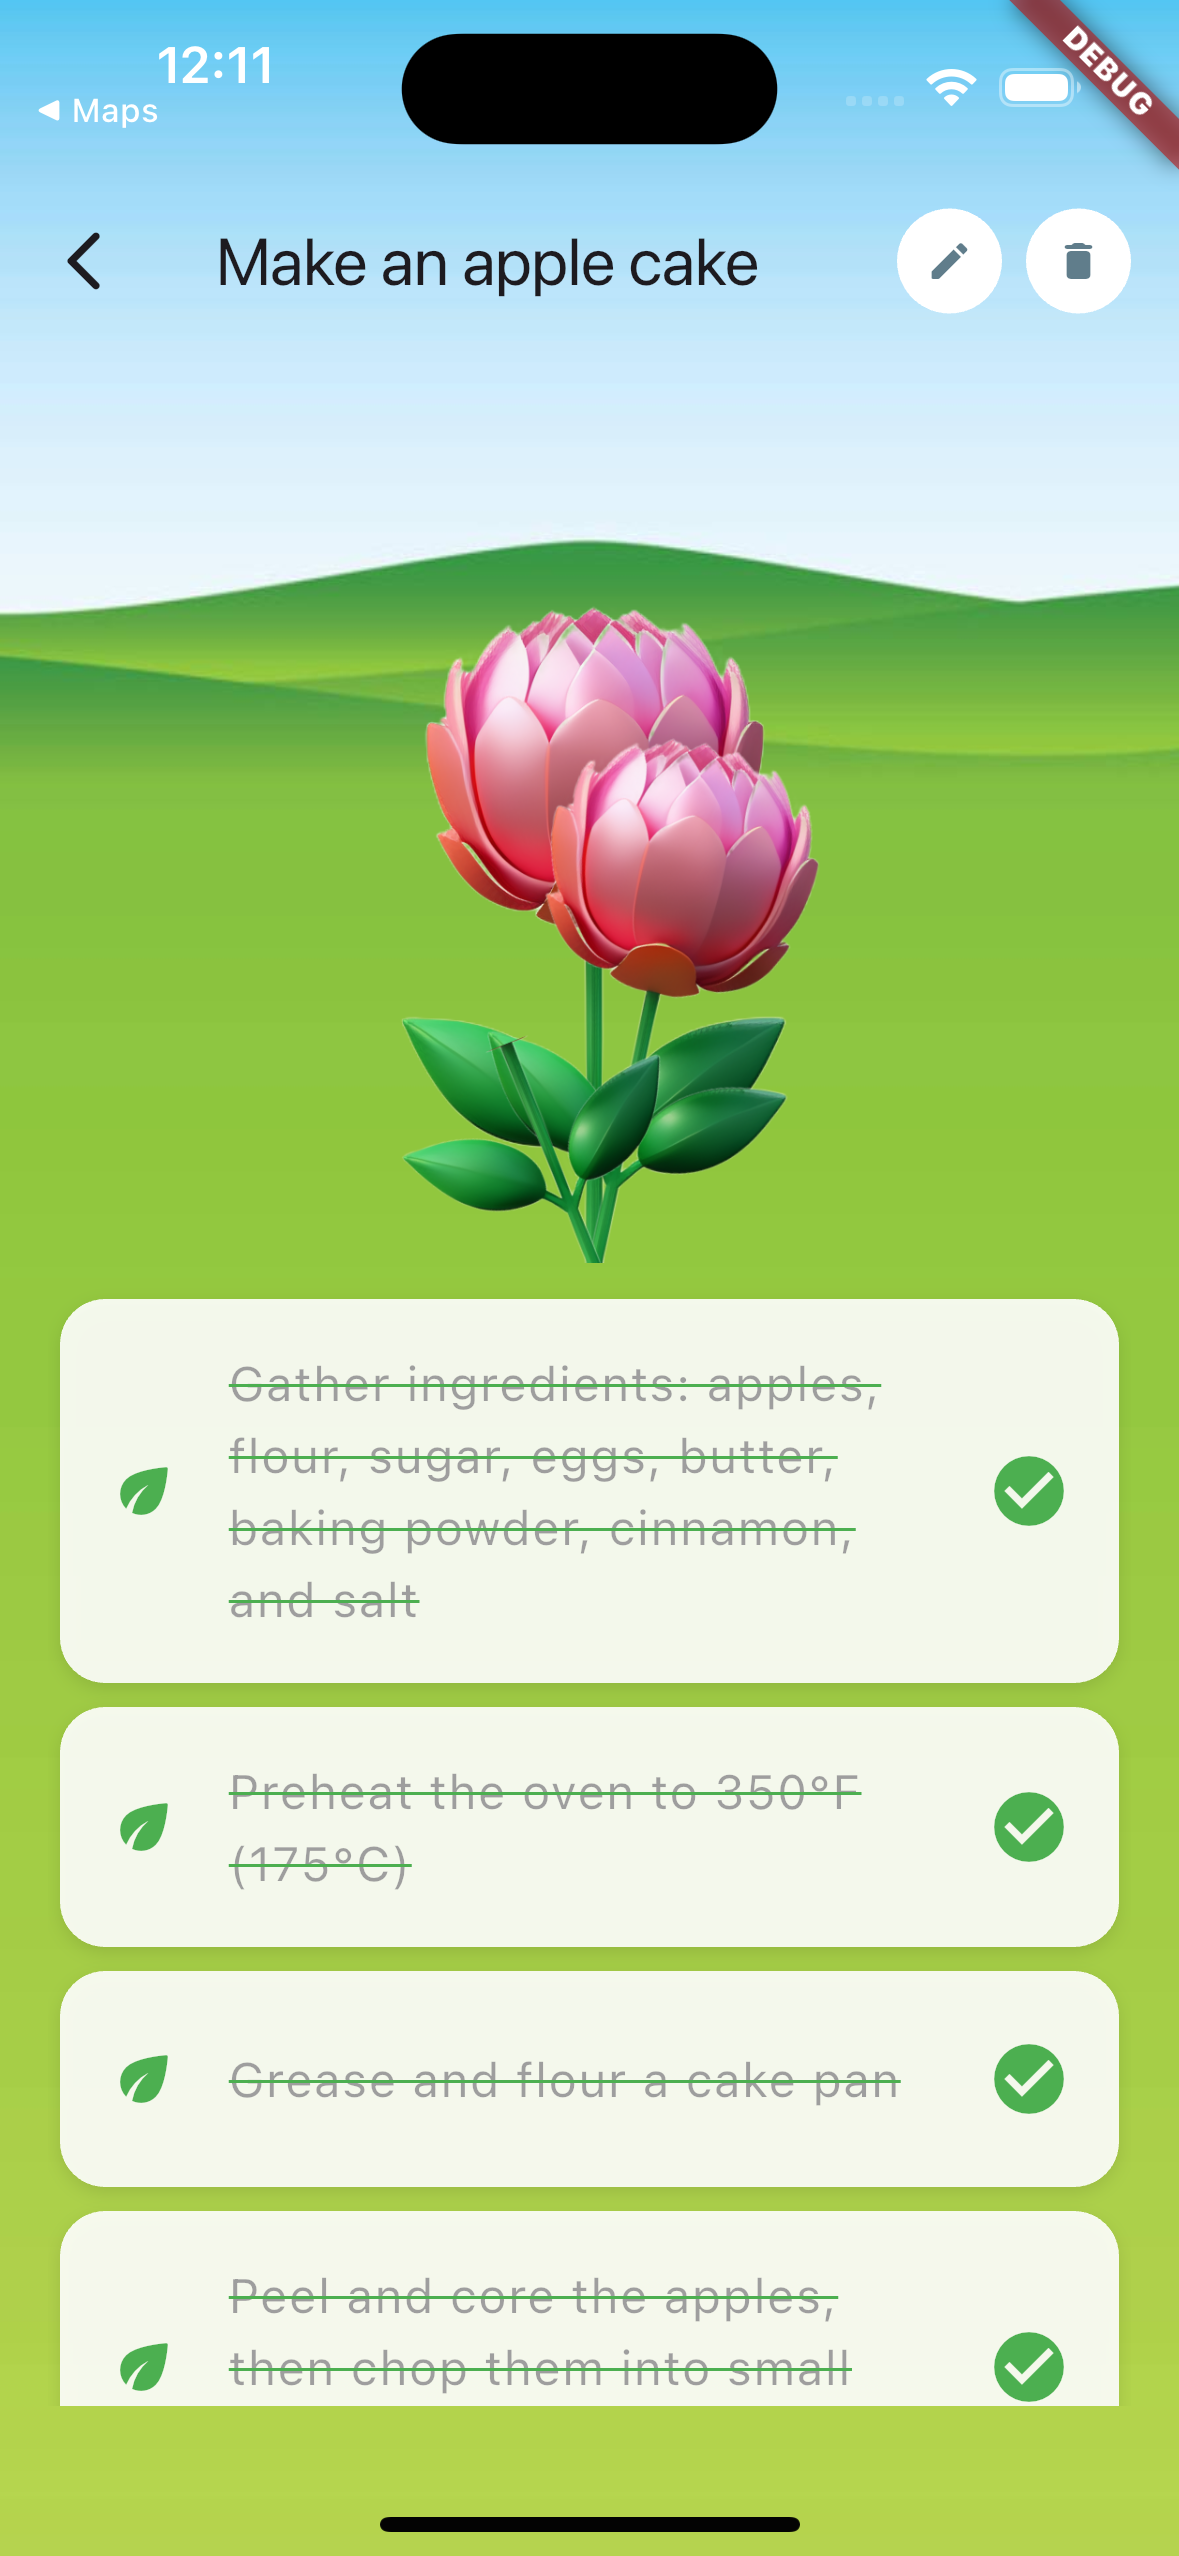 12:11
DEBUG
Maps
Make an apple cake
Gather ingredients: apples,
flour, sugar, eggs, butter,
baking powder, cinnamon,
and salt
Preheat the oven to 350°F
(175°C)
Grease and flour a cake pan
Peel and core the apples,
then chop them into small